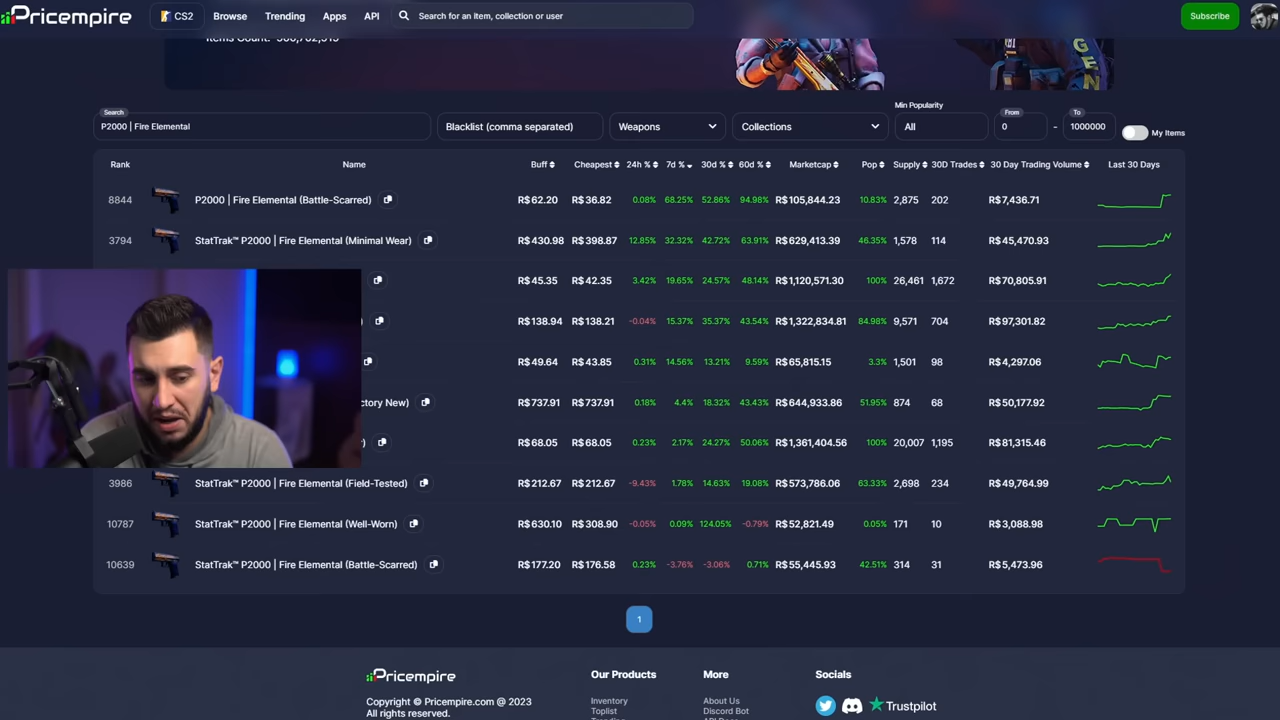 Pricempire CS2 Browse Trending Apps API Search for an item, collection or user Subscribe
Search Min Popularity From To
P2000 | Fire Elemental Blacklist (comma separated) Weapons Collections All 0 - 1000000 My Items
Rank Name Buff Cheapest 24h % 7d % 30d % 60d % Marketcap Pop Supply 30D Trades 30 Day Trading Volume Last 30 Days
8844 P2000 | Fire Elemental (Battle-Scarred) R$62.20 R$36.82 0.08% 68.25% 52.86% 94.98% R$105,844.23 10.83% 2,875 202 R$7,436.71
3794 StatTrak™ P2000 | Fire Elemental (Minimal Wear) R$430.98 R$398.87 12.85% 32.32% 42.72% 63.91% R$629,413.39 46.35% 1,578 114 R$45,470.93
R$45.35 R$42.35 3.42% 19.65% 24.57% 48.14% R$1,120,571.30 100% 26,461 1,672 R$70,805.91
) R$138.94 R$138.21 -0.04% 15.37% 35.37% 43.54% R$1,322,834.81 84.98% 9,571 704 R$97,301.82
R$49.64 R$43.85 0.31% 14.56% 13.21% 9.59% R$65,815.15 3.3% 1,501 98 R$4,297.06
ctory New) R$737.91 R$737.91 0.18% 4.4% 18.32% 43.43% R$644,933.86 51.95% 874 68 R$50,177.92
) R$68.05 R$68.05 0.23% 2.17% 24.27% 50.06% R$1,361,404.56 100% 20,007 1,195 R$81,315.46
3986 StatTrak™ P2000 | Fire Elemental (Field-Tested) R$212.67 R$212.67 -9.43% 1.78% 14.63% 19.08% R$573,786.06 63.33% 2,698 234 R$49,764.99
10787 StatTrak™ P2000 | Fire Elemental (Well-Worn) R$630.10 R$308.90 -0.05% 0.09% 124.05% -0.79% R$52,821.49 0.05% 171 10 R$3,088.98
10639 StatTrak™ P2000 | Fire Elemental (Battle-Scarred) R$177.20 R$176.58 0.23% -3.76% -3.06% 0.71% R$55,445.93 42.51% 314 31 R$5,473.96
1
Pricempire Our Products More Socials
Copyright © Pricempire.com @ 2023 Inventory About Us Trustpilot
All rights reserved. Toplist Discord Bot